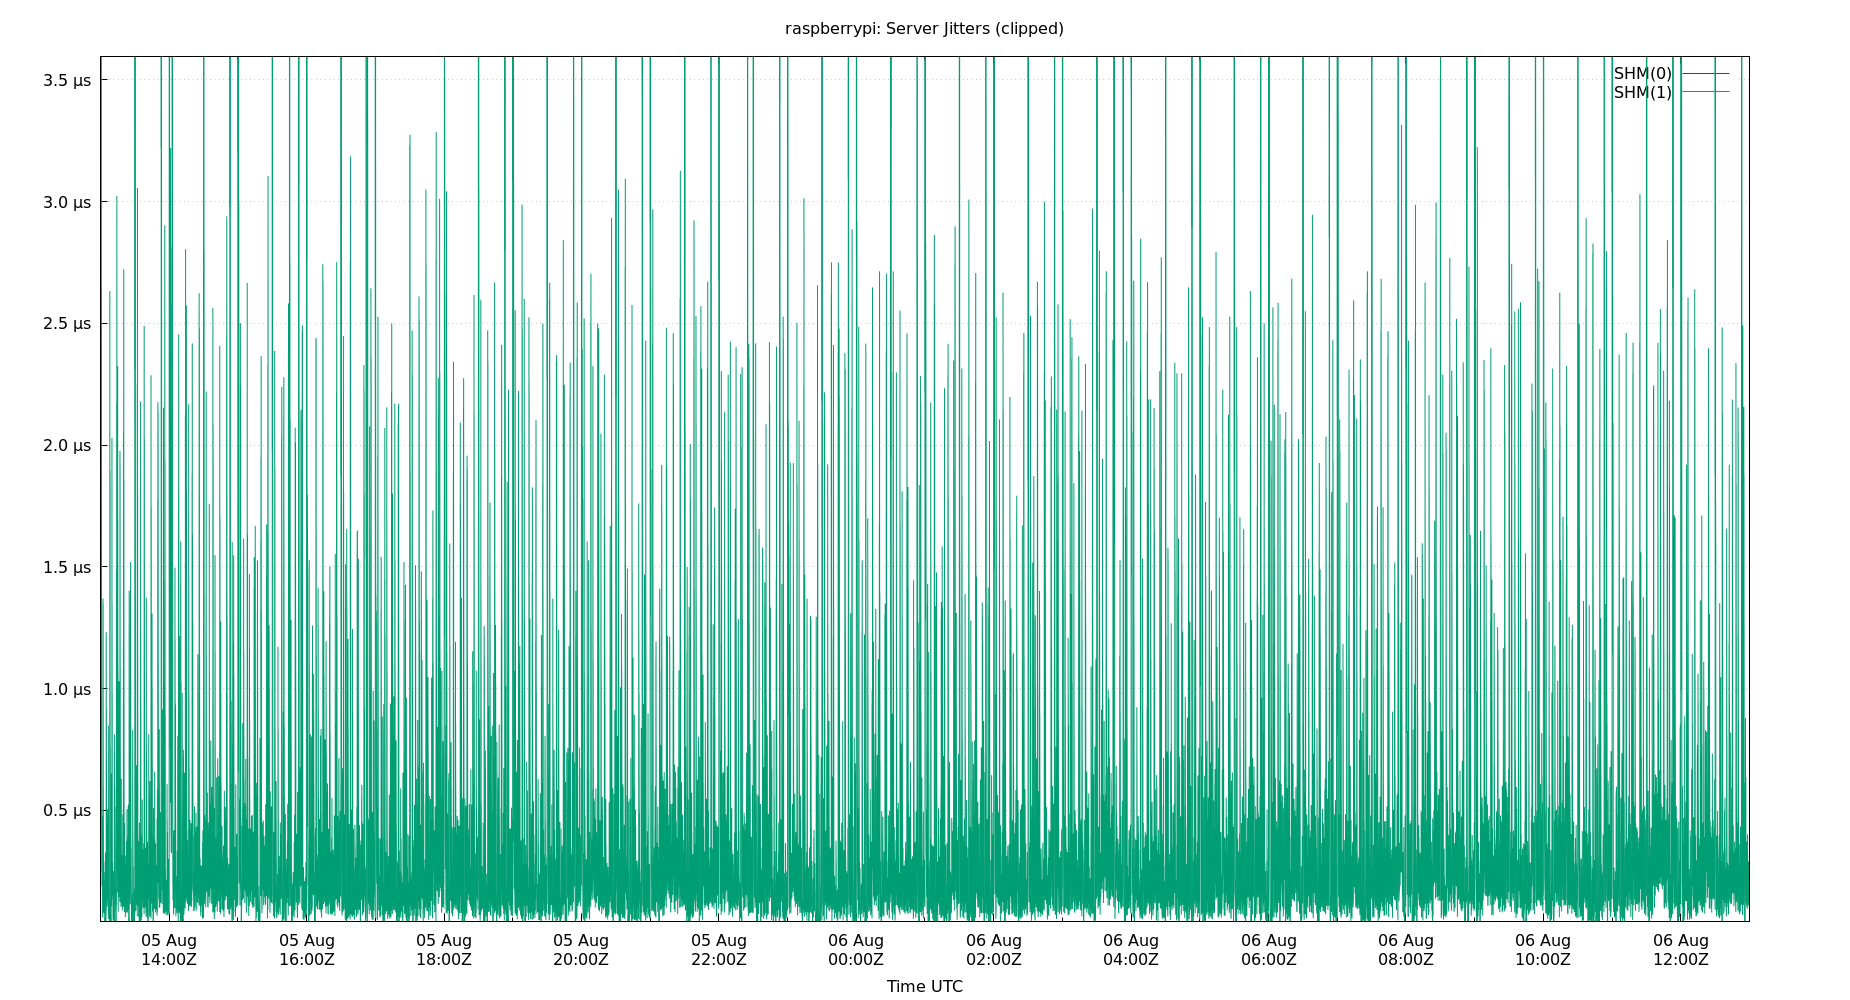 raspberrypi: Server Jitters (clipped)
3.5 µs
3.0 µs
2.5 µs
2.0 µs
1.5 µs
1.0 µs
0.5 µs
SHM(0)
SHM(1)
05 Aug
14:00Z
05 Aug
16:00Z
05 Aug
18:00Z
05 Aug
20:00Z
05 Aug
22:00Z
06 Aug
00:00Z
06 Aug
02:00Z
06 Aug
04:00Z
06 Aug
06:00Z
06 Aug
08:00Z
06 Aug
10:00Z
06 Aug
12:00Z
Time UTC